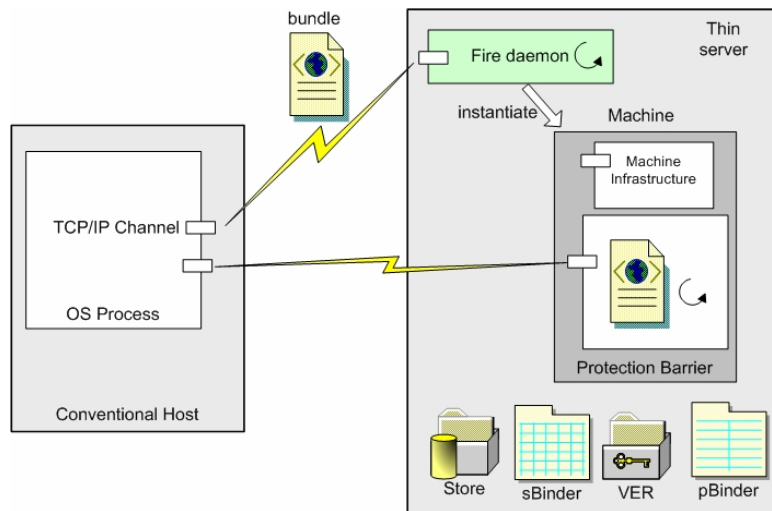 bundle
Thin
server
Fire daemon
instantiate
Machine
Machine
Infrastructure
TCP/IP Channel
OS Process
Protection Barrier
Conventional Host
Store
sBinder
VER
pBinder